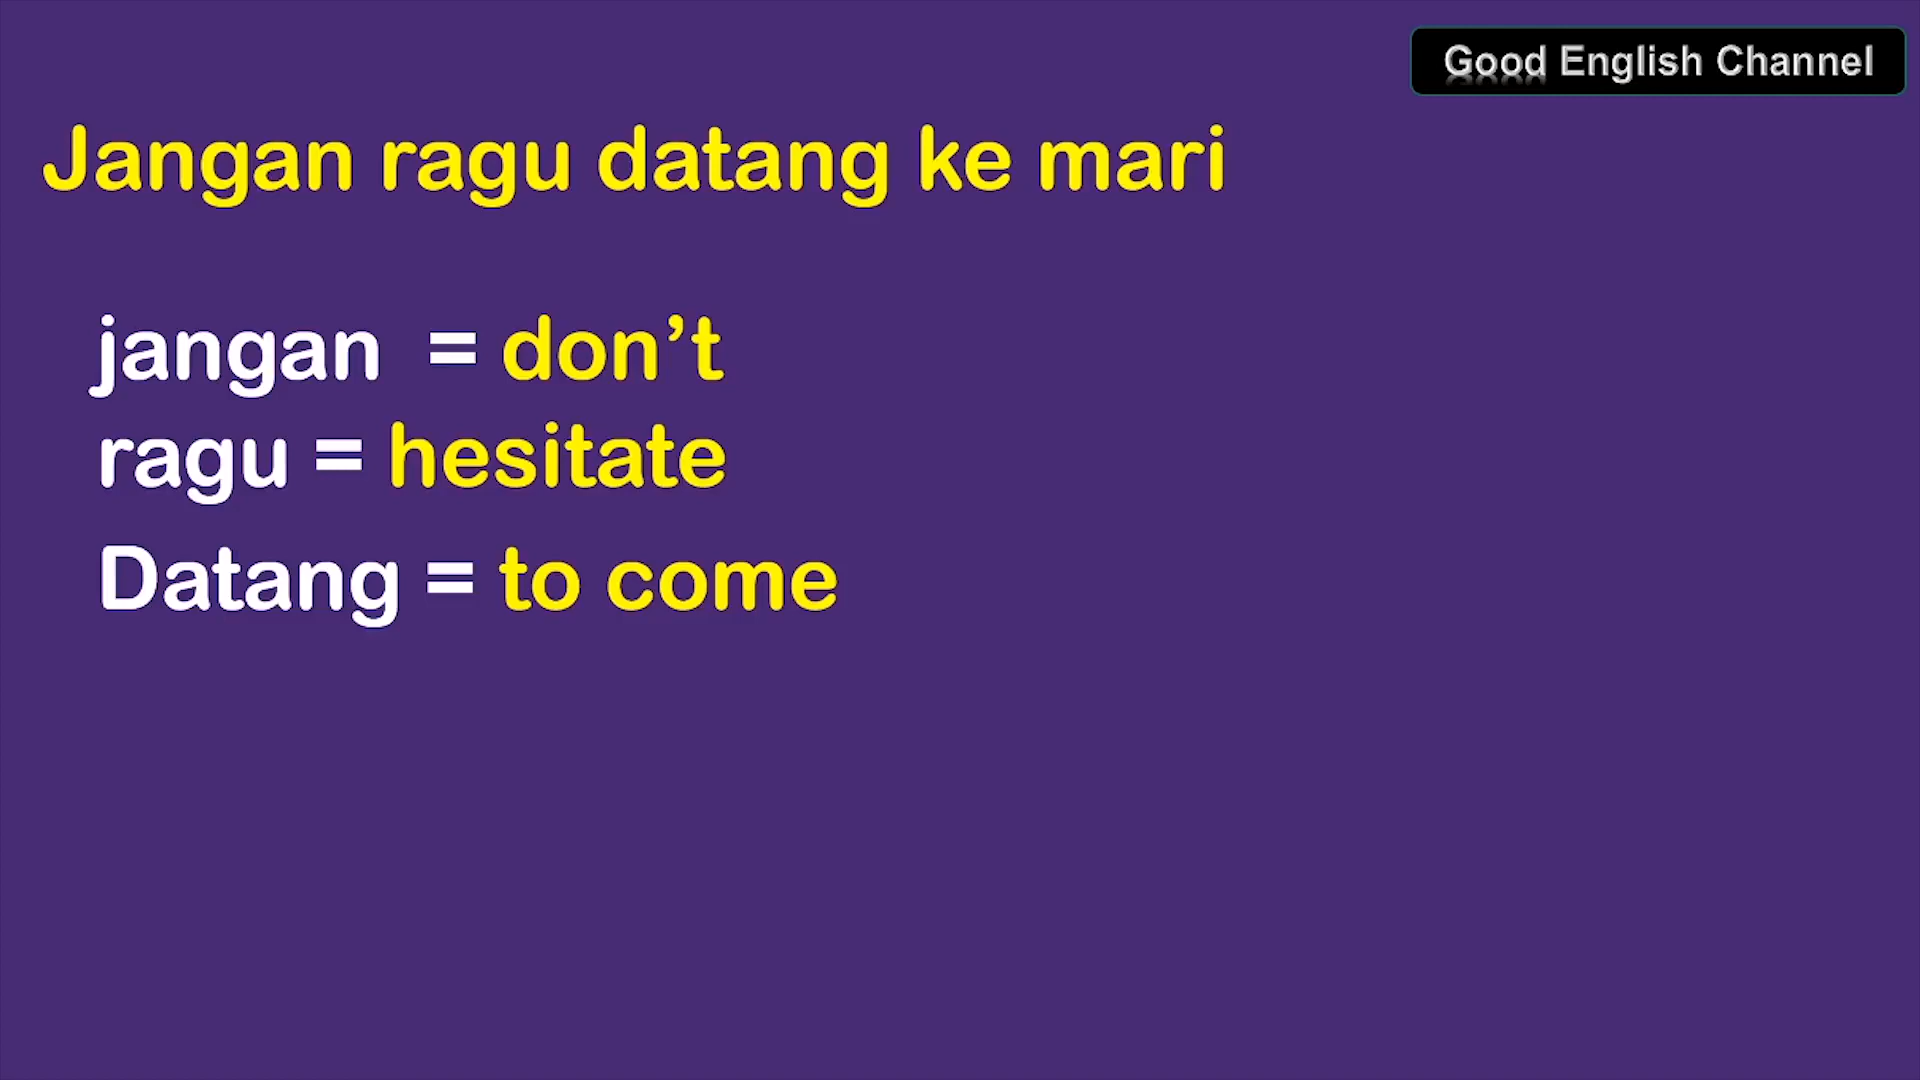 Good English Channel
Jangan ragu datang ke mari
jangan = don’t
ragu = hesitate
Datang = to come